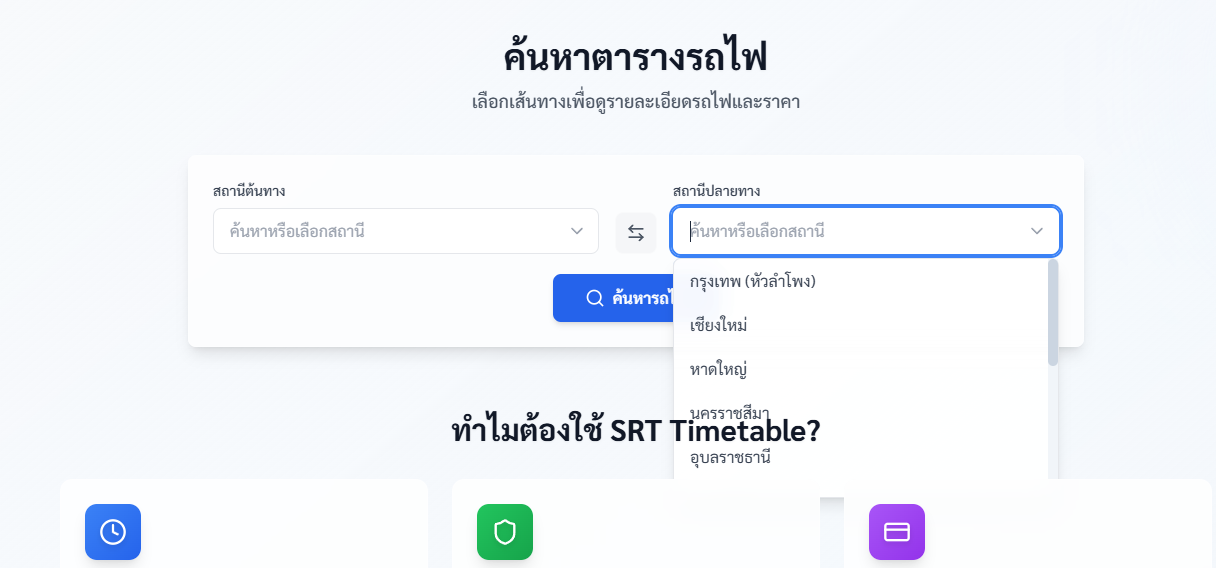 ค้นหาตารางรถไฟ
เลือกเส้นทางเพื่อดูรายละเอียดรถไฟและราคา
สถานีต้นทาง
ค้นหาหรือเลือกสถานี
สถานีปลายทาง
ค้นหาหรือเลือกสถานี
กรุงเทพ (หัวลำโพง)
เชียงใหม่
หาดใหญ่
นครราชสีมา
อุบลราชธานี
ทำไมต้องใช้ SRT Timetable?